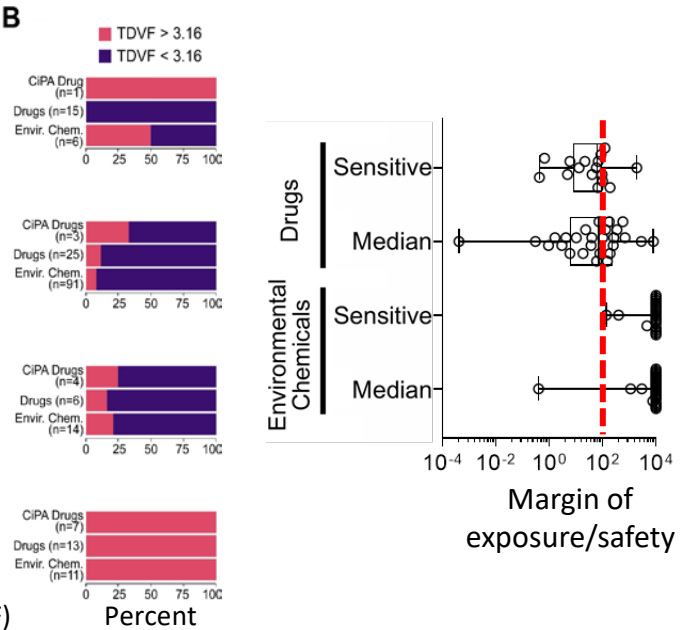 B
TDVF > 3.16
TDVF < 3.16
CiPA Drug
(n=1)
Drugs (n=15)
Envir. Chem.
(n=6)
0 25 50 75 100
CiPA Drugs
(n=3)
Drugs (n=25)
Envir. Chem.
(n=91)
0 25 50 75 100
CiPA Drugs
(n=4)
Drugs (n=6)
Envir. Chem.
(n=14)
0 25 50 75 100
CiPA Drugs
(n=7)
Drugs (n=13)
Envir. Chem.
(n=11)
0 25 50 75 100
Percent
Drugs
Sensitive
Median
Environmental
Chemicals
Sensitive
Median
10⁻⁴ 10⁻² 10⁰ 10² 10⁴
Margin of
exposure/safety